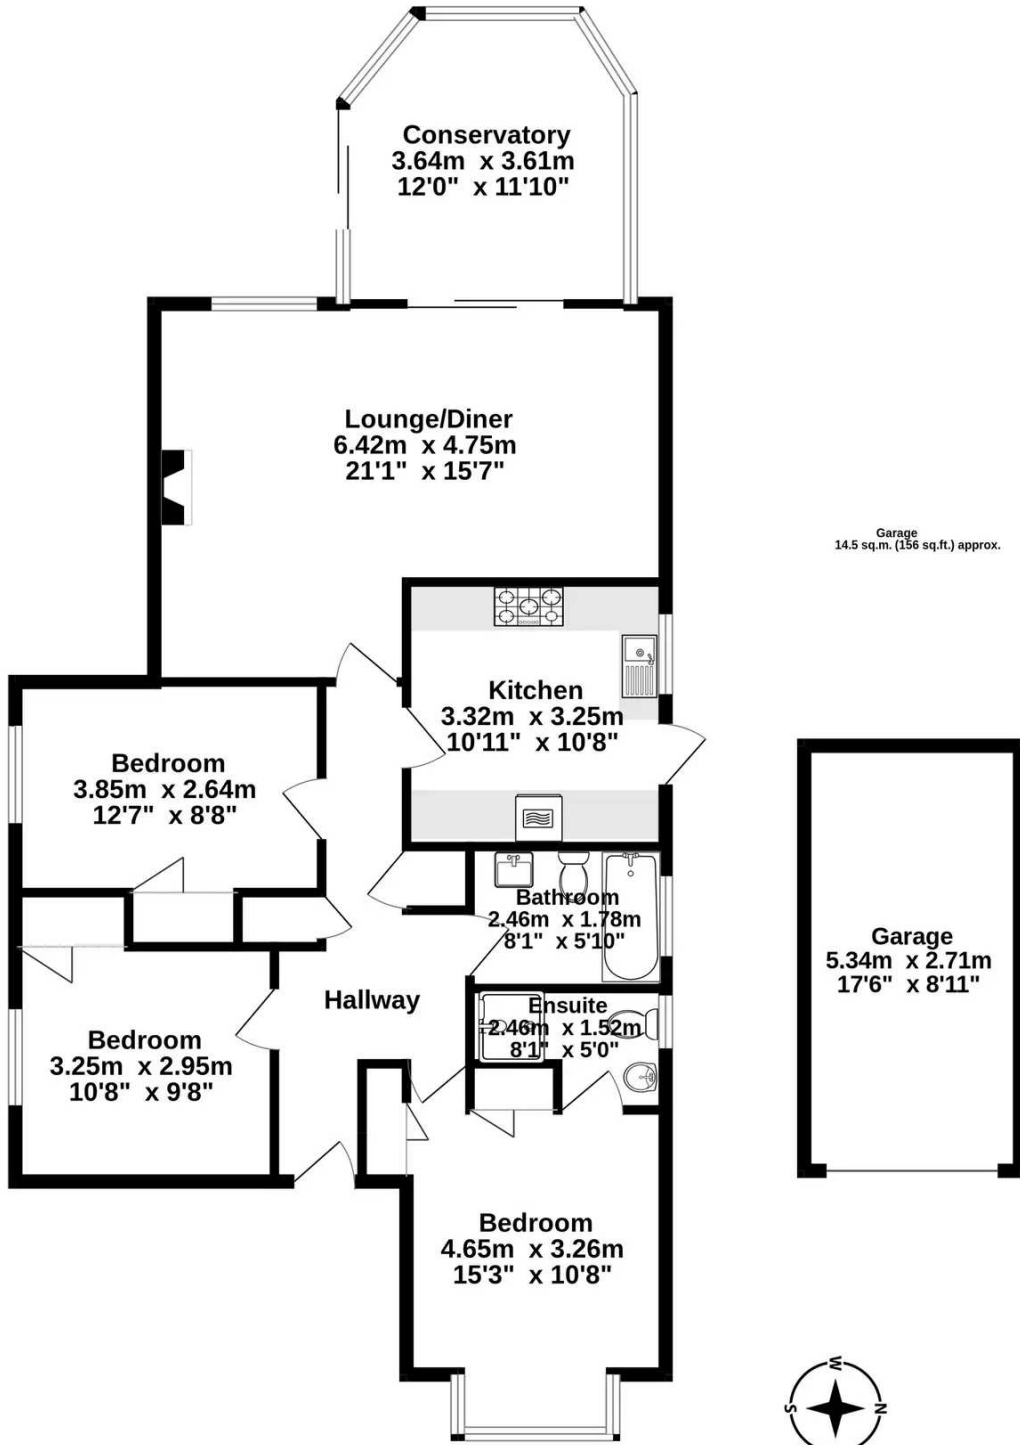 Conservatory
3.64m x 3.61m
12'0" x 11'10"
Lounge/Diner
6.42m x 4.75m
21'1" x 15'7"
Garage
14.5 sq.m. (156 sq.ft.) approx.
Kitchen
3.32m x 3.25m
10'11" x 10'8"
Bedroom
3.85m x 2.64m
12'7" x 8'8"
Bathroom
2.46m x 1.78m
8'1" x 5'10"
Garage
5.34m x 2.71m
17'6" x 8'11"
Hallway
Ensuite
2.46m x 1.52m
8'1" x 5'0"
Bedroom
3.25m x 2.95m
10'8" x 9'8"
Bedroom
4.65m x 3.26m
15'3" x 10'8"
W
S
N